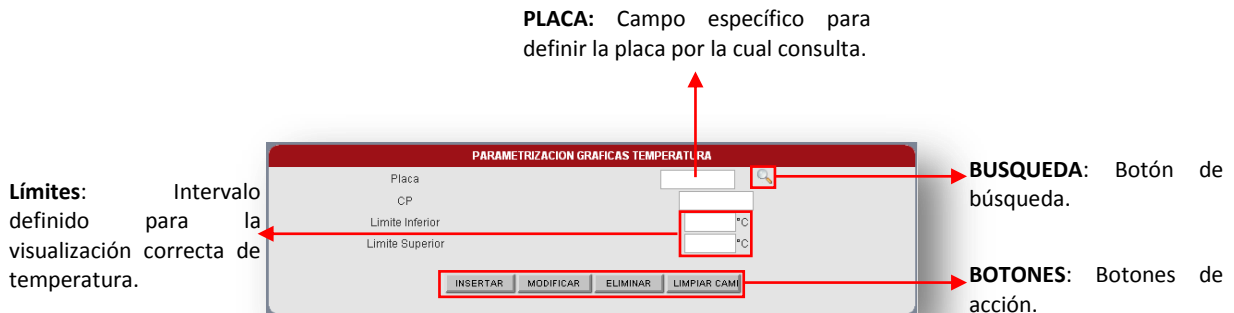 PLACA: Campo específico para
definir la placa por la cual consulta.
PARAMETRIZACION GRAFICAS TEMPERATURA
Placa
CP
Limite Inferior
°C
Limite Superior
°C
INSERTAR MODIFICAR ELIMINAR LIMPIAR CAMI
Límites: Intervalo
definido para la
visualización correcta de
temperatura.
BUSQUEDA: Botón de
búsqueda.
BOTONES: Botones de
acción.